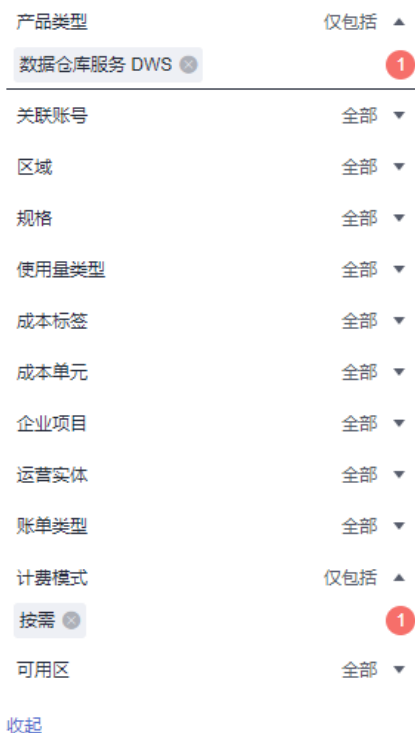 产品类型 仅包括
数据仓库服务 DWS 1
关联账号 全部
区域 全部
规格 全部
使用量类型 全部
成本标签 全部
成本单元 全部
企业项目 全部
运营实体 全部
账单类型 全部
计费模式 仅包括
按需 1
可用区 全部
收起